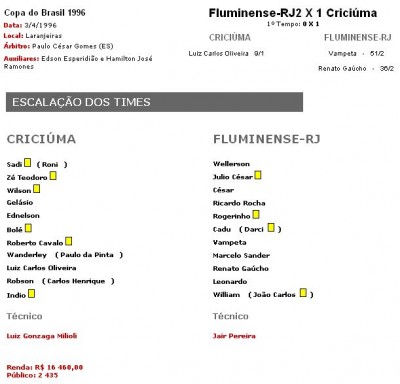 Copa do Brasil 1996
Data: 3/4/1996
Local: Laranjeiras
Árbitro: Paulo César Gomes (ES)
Auxiliares: Edson Esperidião e Hamilton José
Ramones
Fluminense-RJ2 X 1 Criciúma
1º Tempo: 0 X 1
CRICIÚMA FLUMINENSE-RJ
Luiz Carlos Oliveira 9/1 Vampeta - 51/2
Renato Gaúcho - 36/2
ESCALAÇÃO DOS TIMES
CRICIÚMA FLUMINENSE-RJ
Sadi ( Roni ) Wellerson
Zé Teodoro Julio César
Wilson César
Gelásio Ricardo Rocha
Ednelson Rogerinho
Bolé Cadu ( Darci )
Roberto Cavalo Vampeta
Wanderley ( Paulo da Pinta ) Marcelo Sander
Luiz Carlos Oliveira Renato Gaúcho
Robson ( Carlos Henrique ) Leonardo
Indio William ( João Carlos )
Técnico Técnico
Luiz Gonzaga Milioli Jair Pereira
Renda: R$ 16 460,00
Público: 2 435